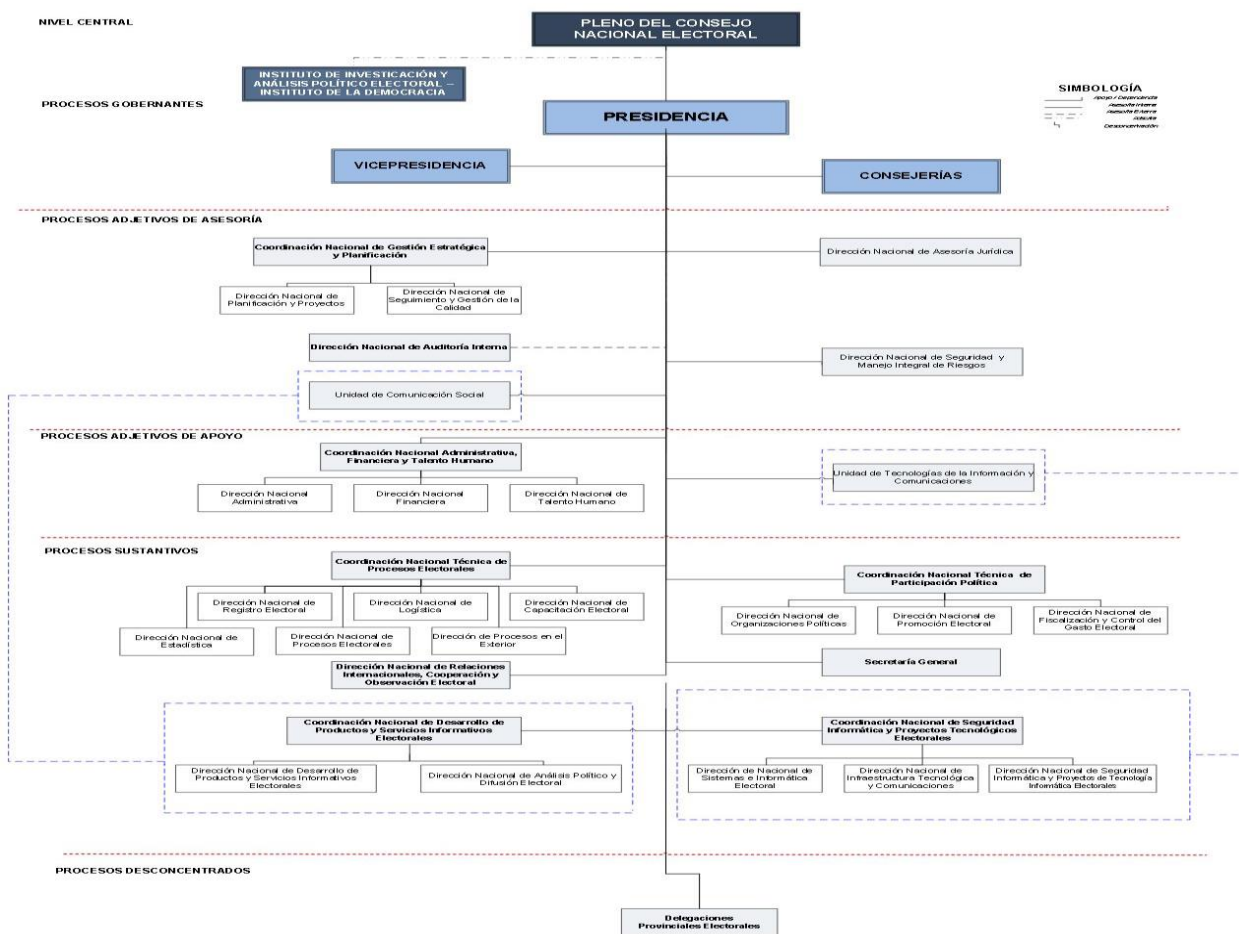 NIVEL CENTRAL
PLENO DEL CONSEJO
NACIONAL ELECTORAL
INSTITUTO DE INVESTIGACIÓN Y
ANÁLISIS POLÍTICO ELECTORAL –
INSTITUTO DE LA DEMOCRACIA
PROCESOS GOBERNANTES
SIMBOLOGÍA
Apoyo / Dependencia
Asesoría Interna
Asesoría Externa
Adscrita
Desconcentración
PRESIDENCIA
VICEPRESIDENCIA
CONSEJERÍAS
PROCESOS ADJETIVOS DE ASESORÍA
Coordinación Nacional de Gestión Estratégica
y Planificación
Dirección Nacional de Asesoría Jurídica
Dirección Nacional de
Planificación y Proyectos
Dirección Nacional de
Seguimiento y Gestión de la
Calidad
Dirección Nacional de Auditoría Interna
Dirección Nacional de Seguridad y
Manejo Integral de Riesgos
Unidad de Comunicación Social
PROCESOS ADJETIVOS DE APOYO
Coordinación Nacional Administrativa,
Financiera y Talento Humano
Unidad de Tecnologías de la Información y
Comunicaciones
Dirección Nacional
Administrativa
Dirección Nacional
Financiera
Dirección Nacional de
Talento Humano
PROCESOS SUSTANTIVOS
Coordinación Nacional Técnica de
Procesos Electorales
Coordinación Nacional Técnica de
Participación Política
Dirección Nacional de
Registro Electoral
Dirección Nacional de
Logística
Dirección Nacional de
Capacitación Electoral
Dirección Nacional de
Organizaciones Políticas
Dirección Nacional de
Promoción Electoral
Dirección Nacional de
Fiscalización y Control del
Gasto Electoral
Dirección Nacional de
Estadística
Dirección Nacional de
Procesos Electorales
Dirección de Procesos en el
Exterior
Dirección Nacional de Relaciones
Internacionales, Cooperación y
Observación Electoral
Secretaría General
Coordinación Nacional de Desarrollo de
Productos y Servicios Informativos
Electorales
Coordinación Nacional de Seguridad
Informática y Proyectos Tecnológicos
Electorales
Dirección Nacional de Desarrollo de
Productos y Servicios Informativos
Electorales
Dirección Nacional de Análisis Político y
Difusión Electoral
Dirección de Nacional de
Sistemas e Informática
Electoral
Dirección Nacional de
Infraestructura Tecnológica
y Comunicaciones
Dirección Nacional de Seguridad
Informática y Proyectos de Tecnología
Informática Electorales
PROCESOS DESCONCENTRADOS
Delegaciones
Provinciales Electorales